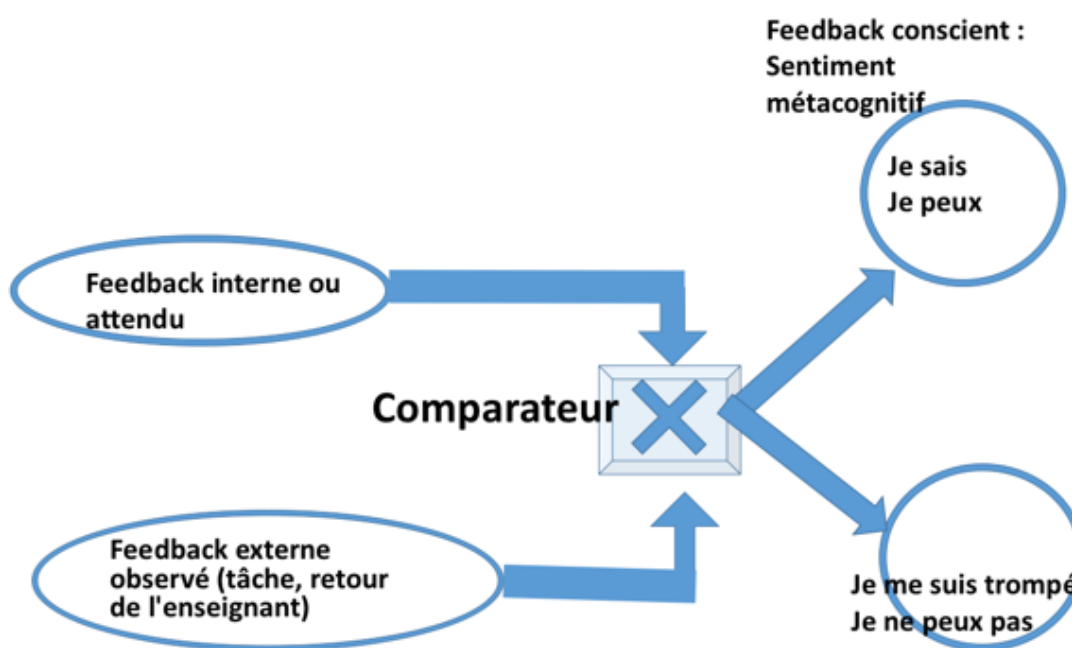 Feedback conscient :
Sentiment
métacognitif
Je sais
Je peux
Feedback interne ou
attendu
Comparateur
Feedback externe
observé (tâche, retour
de l'enseignant)
Je me suis trompé
Je ne peux pas